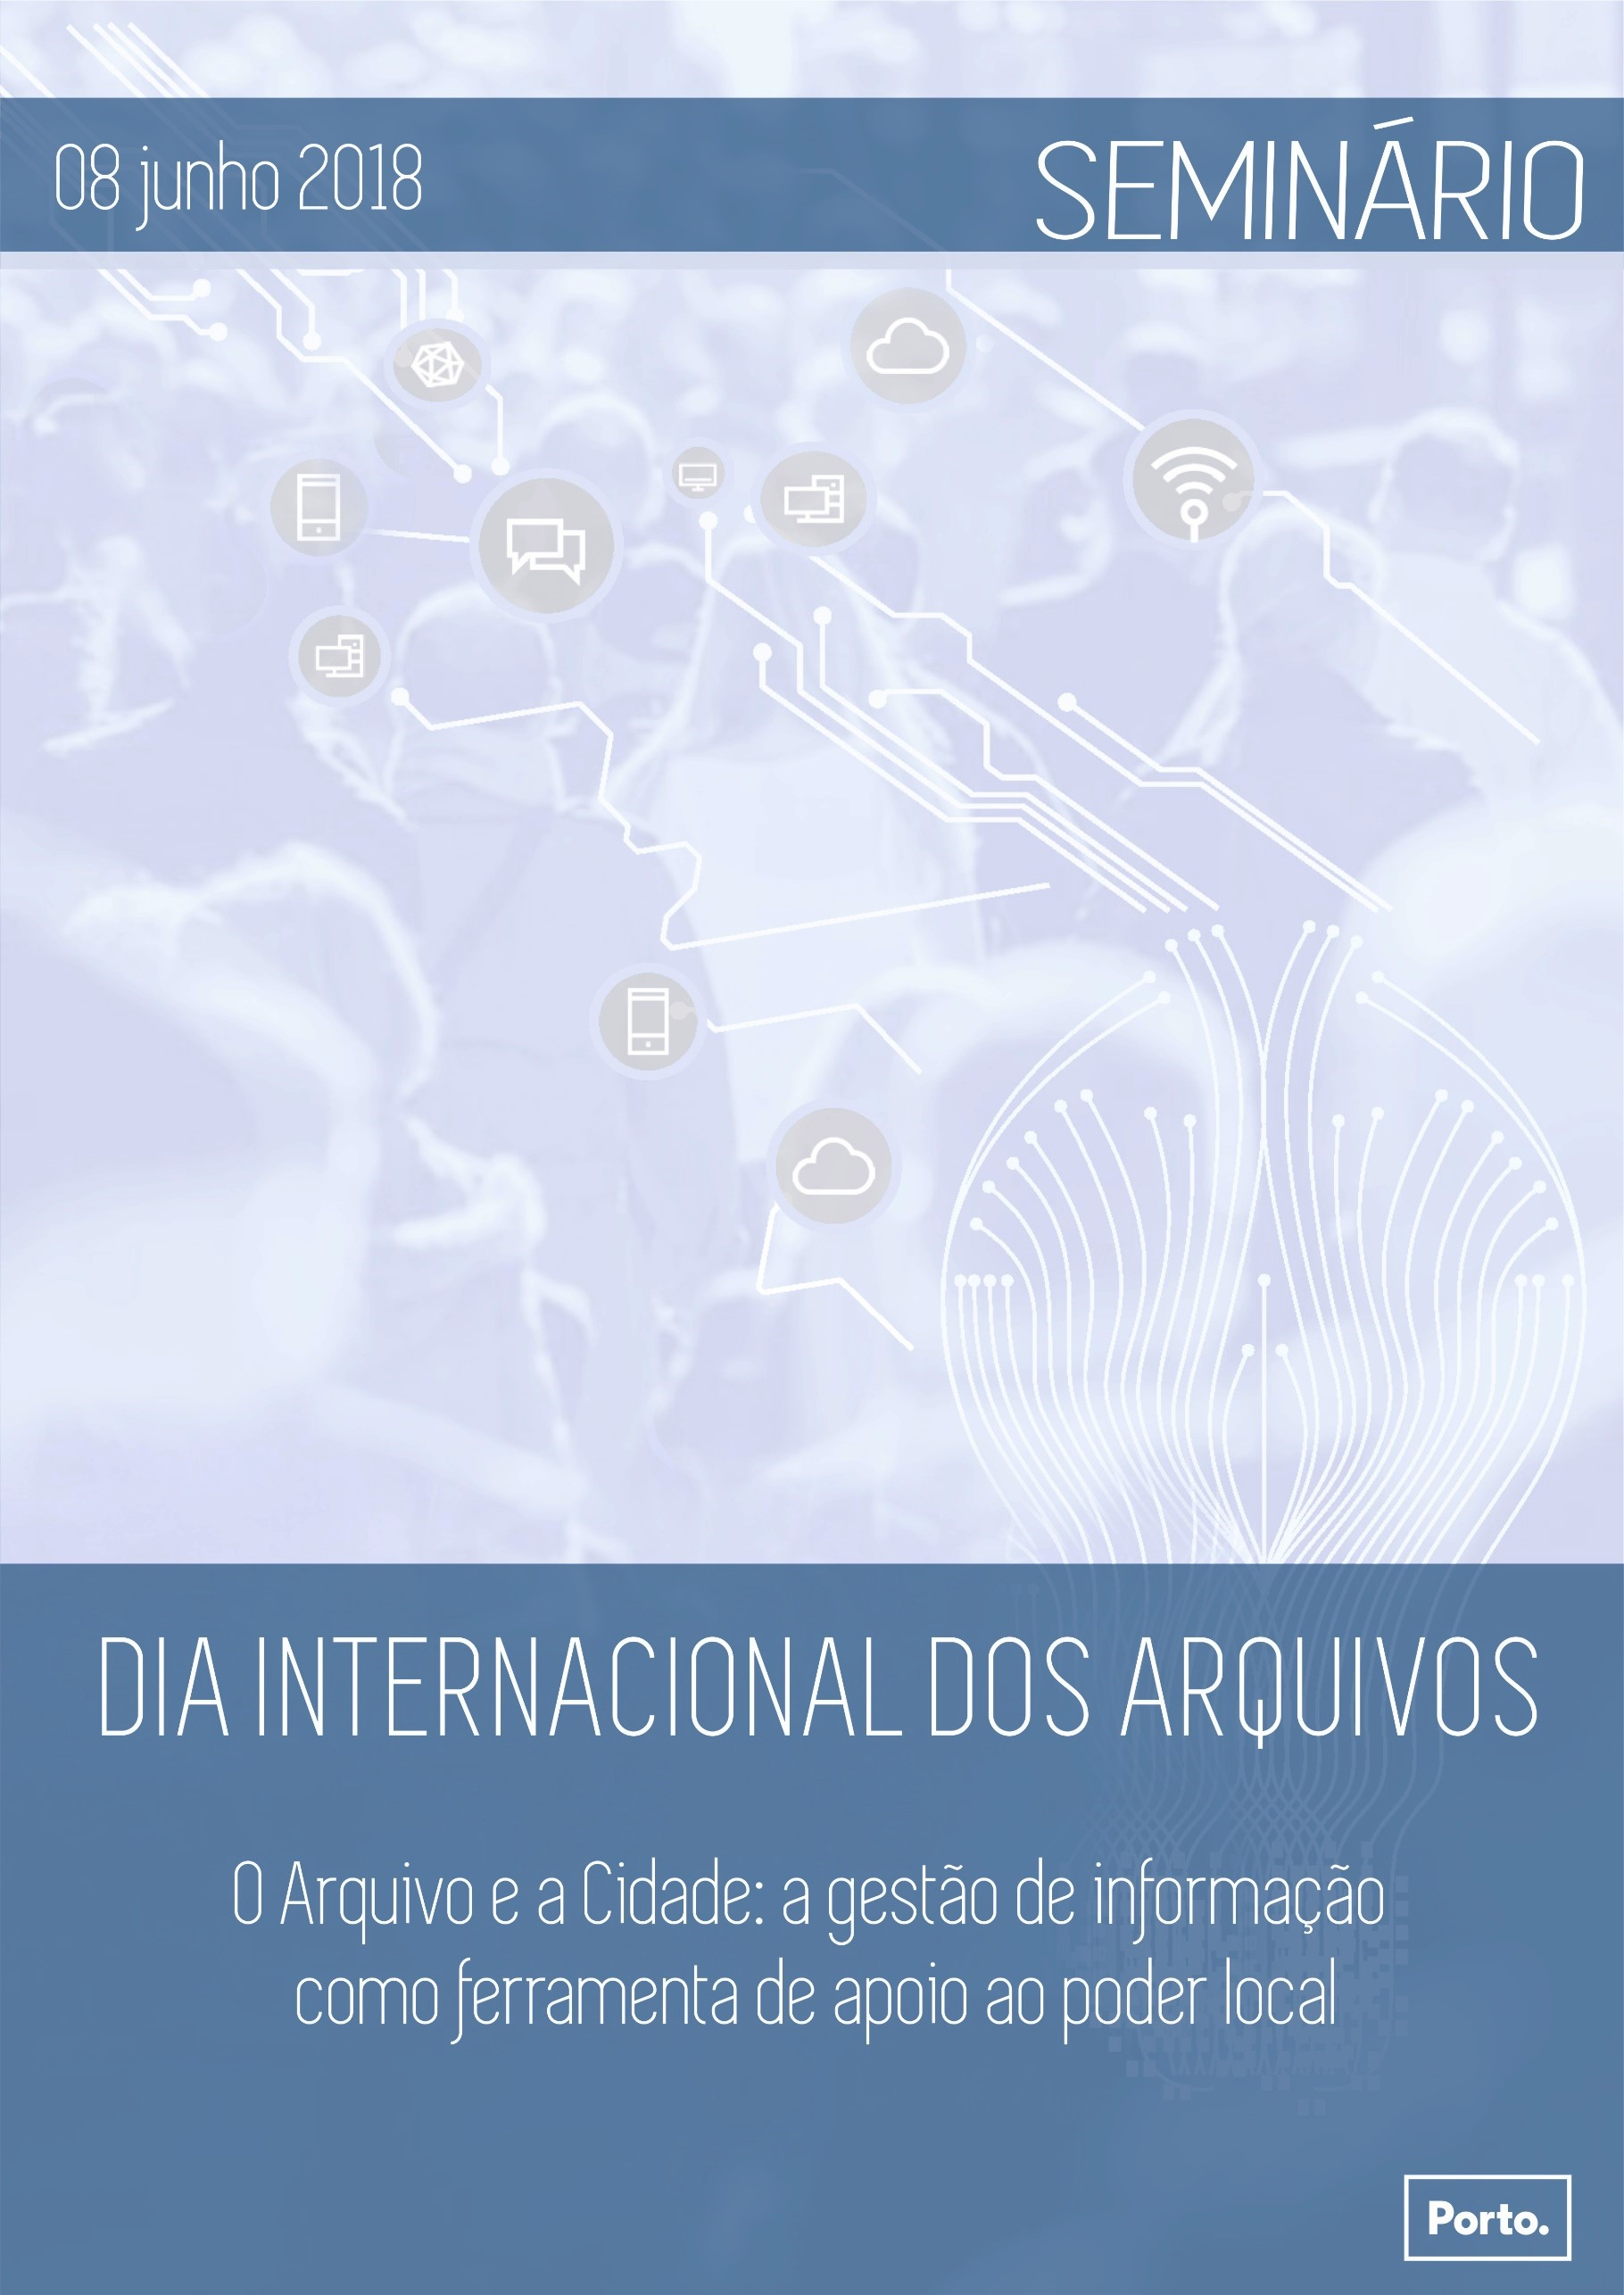 08 junho 2018
SEMINÁRIO
DIA INTERNACIONAL DOS ARQUIVOS
O Arquivo e a Cidade: a gestão de informação
como ferramenta de apoio ao poder local
Porto.